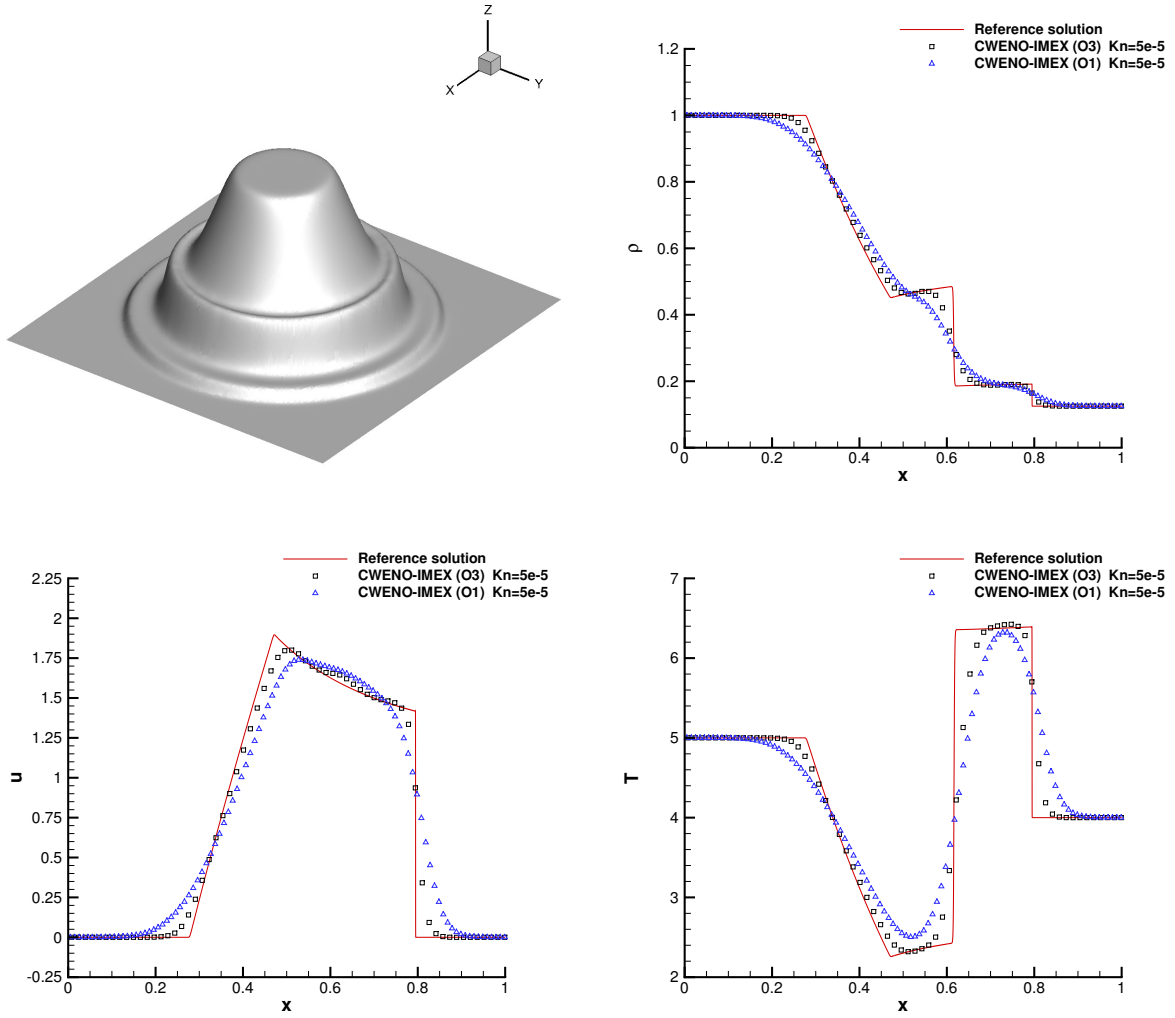 Z
X
Y
Reference solution
CWENO-IMEX (O3) Kn=5e-5
CWENO-IMEX (O1) Kn=5e-5
1.2
1
0.8
0.6
0.4
0.2
0
ρ
0 0.2 0.4 0.6 0.8 1
x
Reference solution
CWENO-IMEX (O3) Kn=5e-5
CWENO-IMEX (O1) Kn=5e-5
2.25
2
1.75
1.5
1.25
1
0.75
0.5
0.25
0
-0.25
u
0 0.2 0.4 0.6 0.8 1
x
Reference solution
CWENO-IMEX (O3) Kn=5e-5
CWENO-IMEX (O1) Kn=5e-5
7
6
5
4
3
2
T
0 0.2 0.4 0.6 0.8 1
x